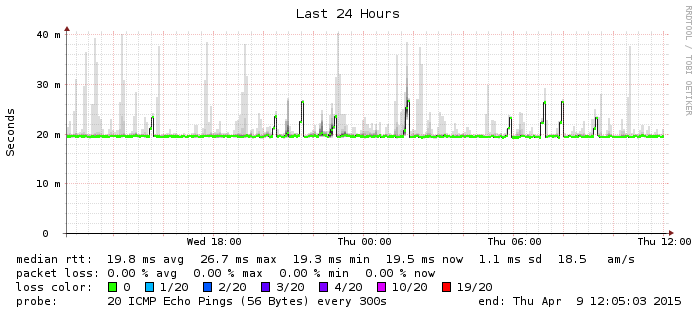 Last 24 Hours
RRDTOOL / TOBI OETIKER
Seconds
40 m
30 m
20 m
10 m
0
Wed 18:00 Thu 00:00 Thu 06:00 Thu 12:00
median rtt: 19.8 ms avg 26.7 ms max 19.3 ms min 19.5 ms now 1.1 ms sd 18.5 am/s
packet loss: 0.00 % avg 0.00 % max 0.00 % min 0.00 % now
loss color: 0 1/20 2/20 3/20 4/20 10/20 19/20
probe: 20 ICMP Echo Pings (56 Bytes) every 300s end: Thu Apr 9 12:05:03 2015